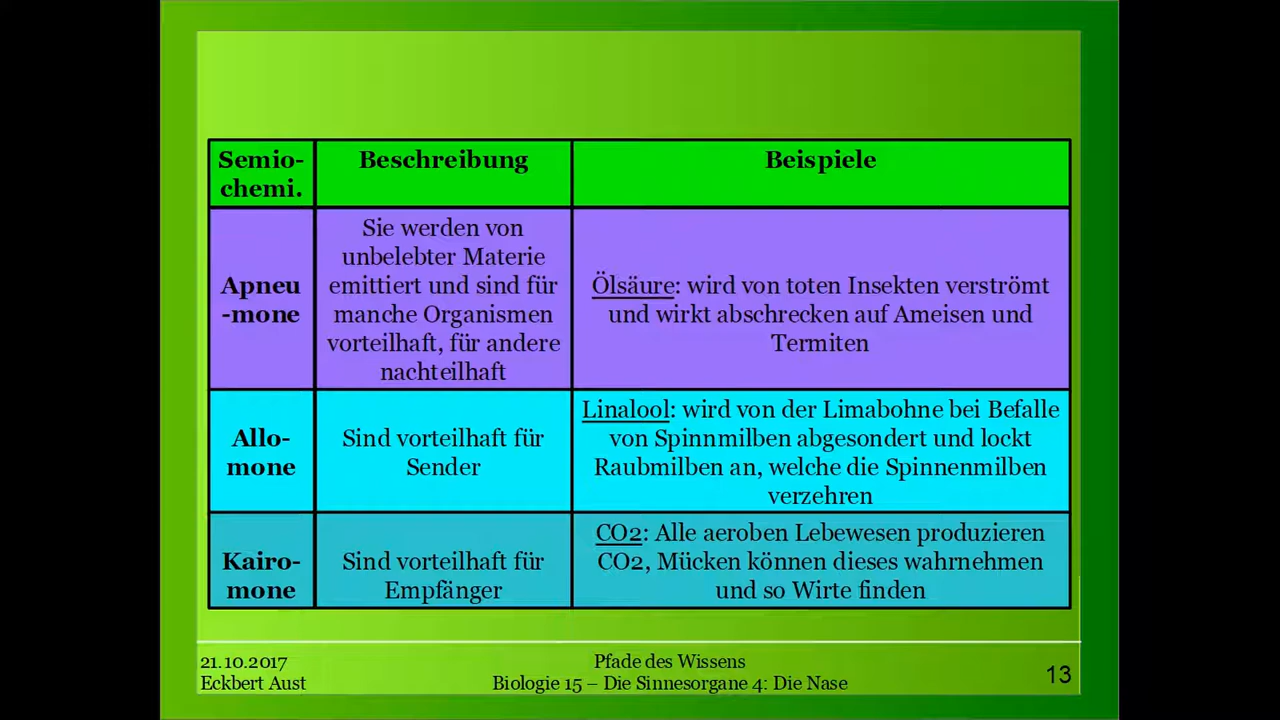 Semio-
chemi.
Beschreibung
Beispiele
Apneu
-mone
Sie werden von
unbelebter Materie
emittiert und sind für
manche Organismen
vorteilhaft, für andere
nachteilhaft
Ölsäure: wird von toten Insekten verströmt
und wirkt abschrecken auf Ameisen und
Termiten
Allo-
mone
Sind vorteilhaft für
Sender
Linalool: wird von der Limabohne bei Befalle
von Spinnmilben abgesondert und lockt
Raubmilben an, welche die Spinnenmilben
verzehren
Kairo-
mone
Sind vorteilhaft für
Empfänger
CO2: Alle aeroben Lebewesen produzieren
CO2, Mücken können dieses wahrnehmen
und so Wirte finden
21.10.2017
Eckbert Aust
Pfade des Wissens
Biologie 15 – Die Sinnesorgane 4: Die Nase
13